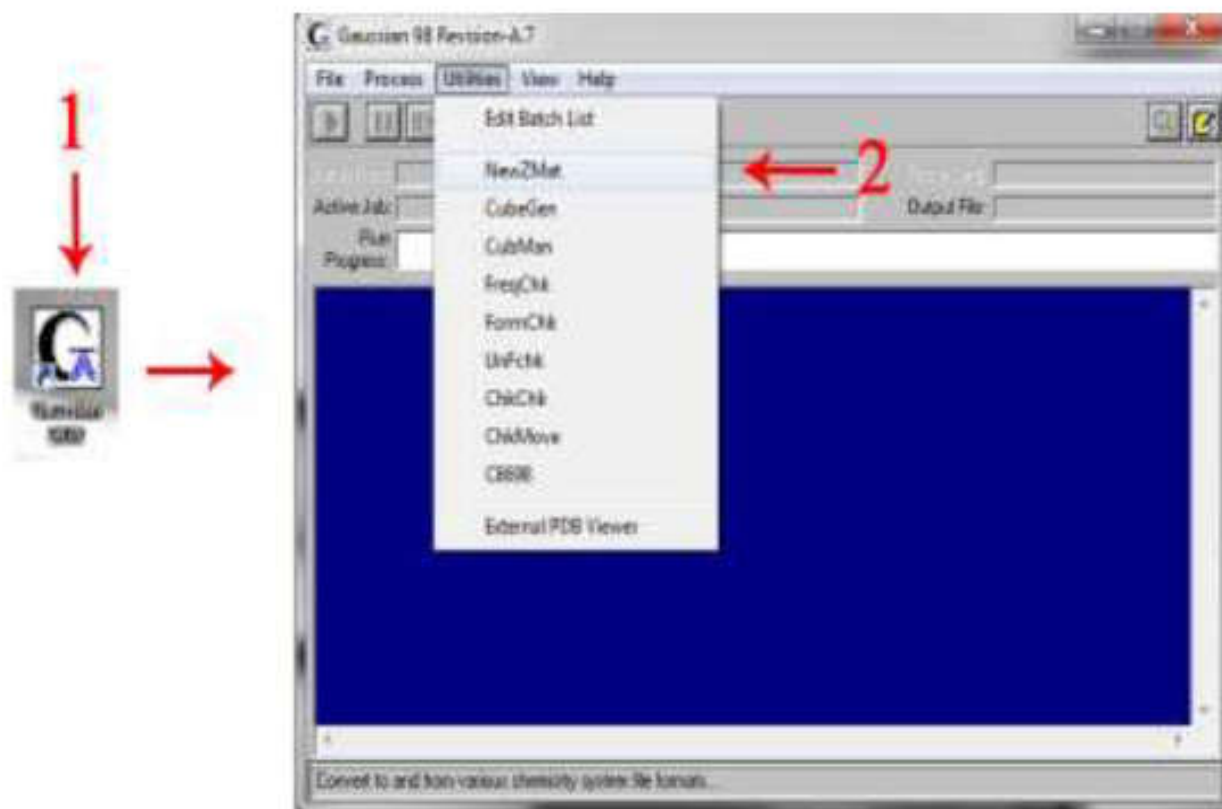 1
Gaussian 98 Revision-A.7
File Process Utilities View Help
Edit Batch List
NewZMat
2
CubeGen
Active Job:
Output File:
CubMan
Run
Progress:
FreqChk
FormChk
UnFchk
ChkChk
ChkMove
External PDB Viewer
Convert to and from various chemistry system file formats...